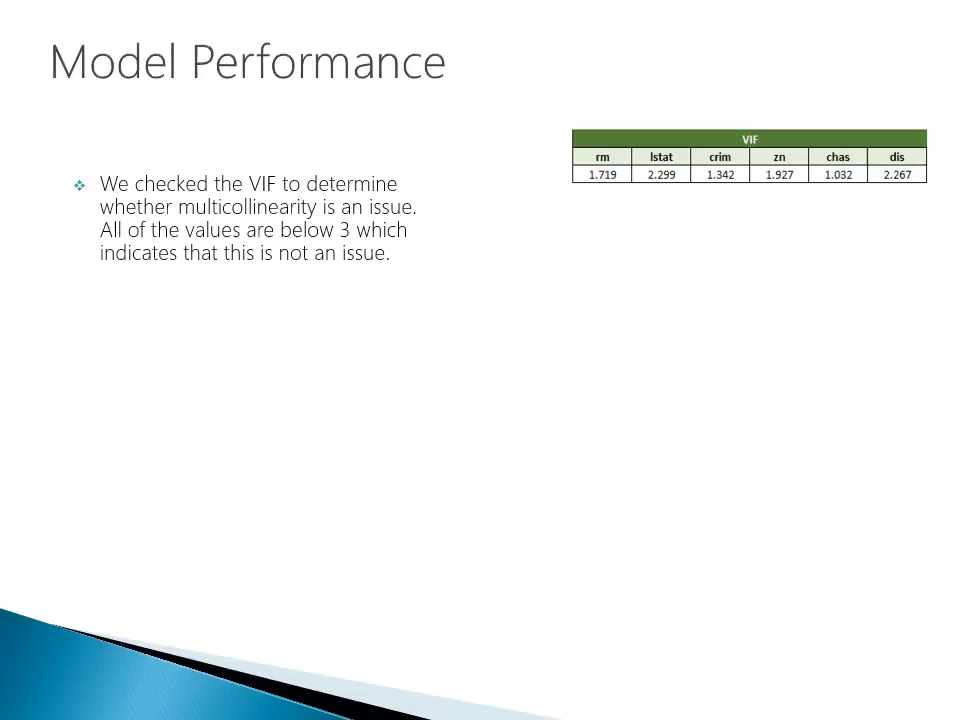 Model Performance
❖ We checked the VIF to determine
whether multicollinearity is an issue.
All of the values are below 3 which
indicates that this is not an issue.
VIF
rm lstat crim zn chas dis
1.719 2.299 1.342 1.927 1.032 2.267